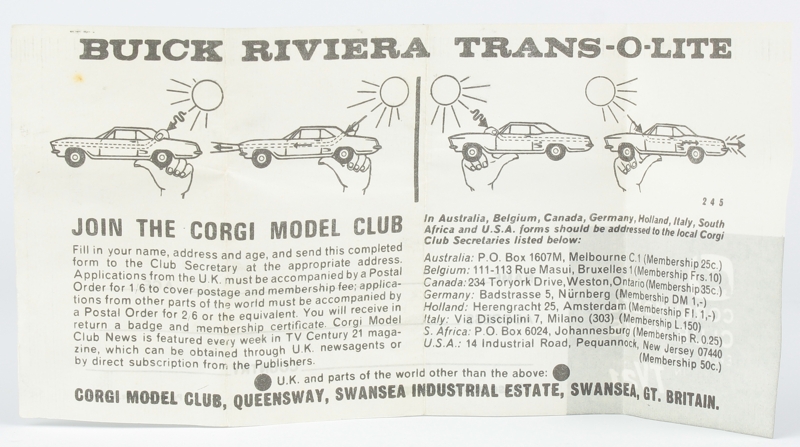 BUICK RIVIERA TRANS-O-LITE
245
JOIN THE CORGI MODEL CLUB
Fill in your name, address and age, and send this completed
form to the Club Secretary at the appropriate address.
Applications from the U.K. must be accompanied by a Postal
Order for 1.6 to cover postage and membership fee; applica-
tions from other parts of the world must be accompanied by
a Postal Order for 2.6 or the equivalent. You will receive in
return a badge and membership certificate. Corgi Model
Club News is featured every week in TV Century 21 maga-
zine, which can be obtained through U.K. newsagents or
by direct subscription from the Publishers.
In Australia, Belgium, Canada, Germany, Holland, Italy, South
Africa and U.S.A. forms should be addressed to the local Corgi
Club Secretaries listed below:
Australia: P.O. Box 1607M, Melbourne C.1 (Membership 25c.)
Belgium: 111-113 Rue Masui, Bruxelles 1 (Membership Frs. 10)
Canada: 234 Toryork Drive, Weston, Ontario (Membership 35c.)
Germany: Badstrasse 5, Nürnberg (Membership DM 1,-)
Holland: Herengracht 25, Amsterdam (Membership Fl. 1,-)
Italy: Via Disciplini 7, Milano (303) (Membership L. 150)
S. Africa: P.O. Box 6024, Johannesburg (Membership R. 0.25)
U.S.A.: 14 Industrial Road, Pequannock, New Jersey 07440
(Membership 50c.)
● U.K. and parts of the world other than the above: ●
CORGI MODEL CLUB, QUEENSWAY, SWANSEA INDUSTRIAL ESTATE, SWANSEA, GT. BRITAIN.